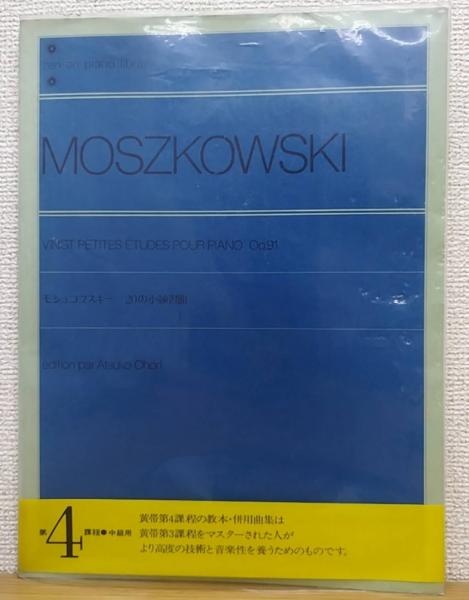 zen-on piano library
MOSZKOWSKI
VINGT PETITES ÉTUDES POUR PIANO Op.91
モシュコフスキー 20の小練習曲
edition par Atsuko Ohori
第4課程●中級用
黄帯第4課程の教本・併用曲集は
黄帯第3課程をマスターされた人が
より高度の技術と音楽性を養うためのものです。